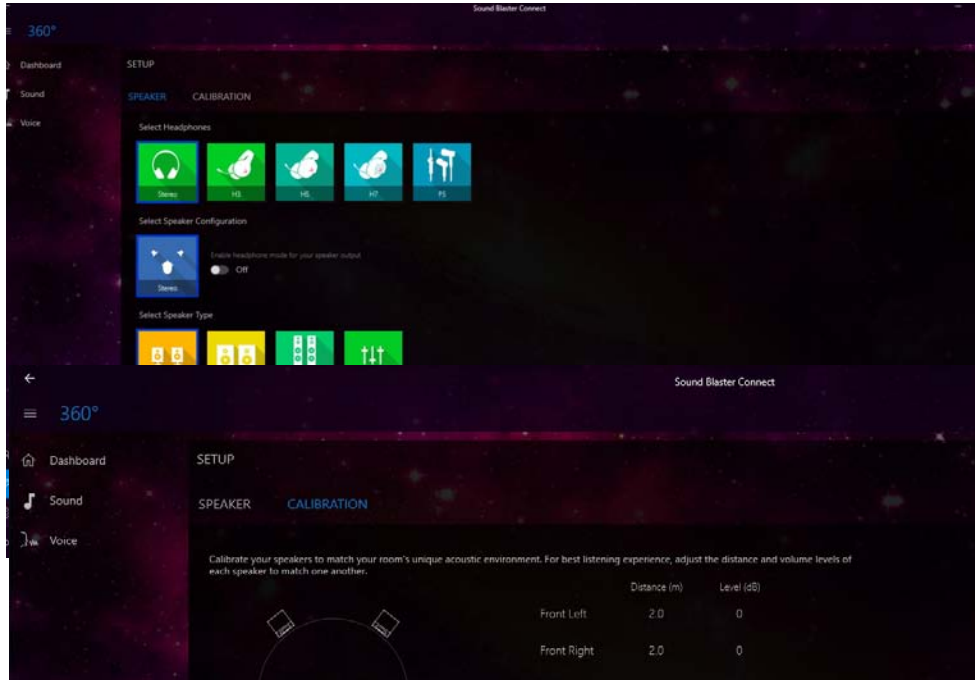 Sound Blaster Connect
360°
Dashboard
Sound
Voice
SETUP
SPEAKER CALIBRATION
Select Headphones
Stereo H3 H5 H7 P5
Select Speaker Configuration
Enable headphone mode for your speaker output
Off
Stereo
Select Speaker Type
Sound Blaster Connect
360°
Dashboard
Sound
Voice
SETUP
SPEAKER CALIBRATION
Calibrate your speakers to match your room's unique acoustic environment. For best listening experience, adjust the distance and volume levels of
each speaker to match one another.
Distance (m) Level (dB)
Front Left 2.0 0
Front Right 2.0 0